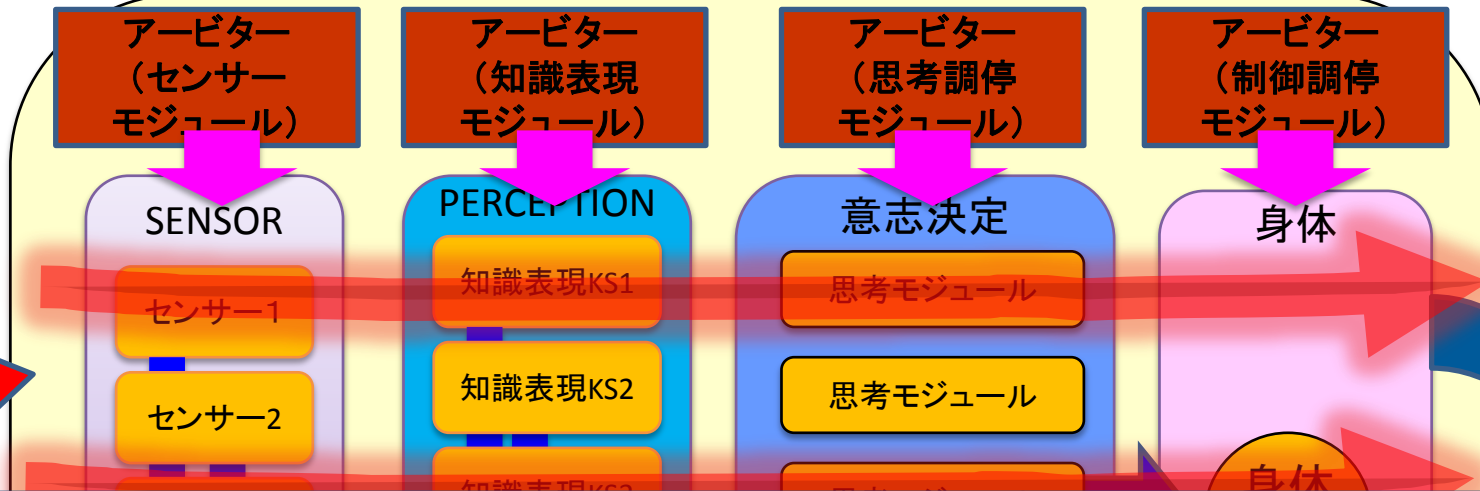 アービター
（センサー
モジュール）
アービター
（知識表現
モジュール）
アービター
（思考調停
モジュール）
アービター
（制御調停
モジュール）
SENSOR
PERCEPTION
意志決定
身体
センサー1
知識表現KS1
思考モジュール
センサー2
知識表現KS2
思考モジュール
身体